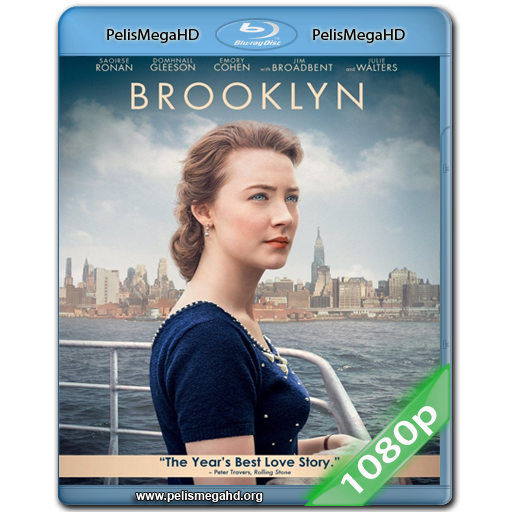 PelisMegaHD
Blu-ray Disc
PelisMegaHD
SAOIRSE RONAN
DOMHNALL GLEESON
EMORY COHEN
with JIM BROADBENT
and JULIE WALTERS
BROOKLYN
1080p
“The Year's Best Love Story.”
– Peter Travers, Rolling Stone
www.pelismegahd.org